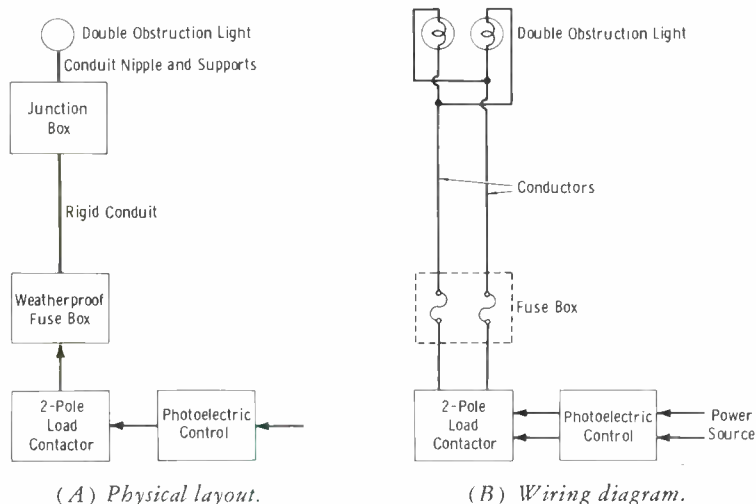 Double Obstruction Light
Conduit Nipple and Supports
Junction
Box
Rigid Conduit
Weatherproof
Fuse Box
2-Pole
Load
Contactor
Photoelectric
Control
(A) Physical layout.
Double Obstruction Light
Conductors
Fuse Box
2-Pole
Load
Contactor
Photoelectric
Control
Power
Source
(B) Wiring diagram.